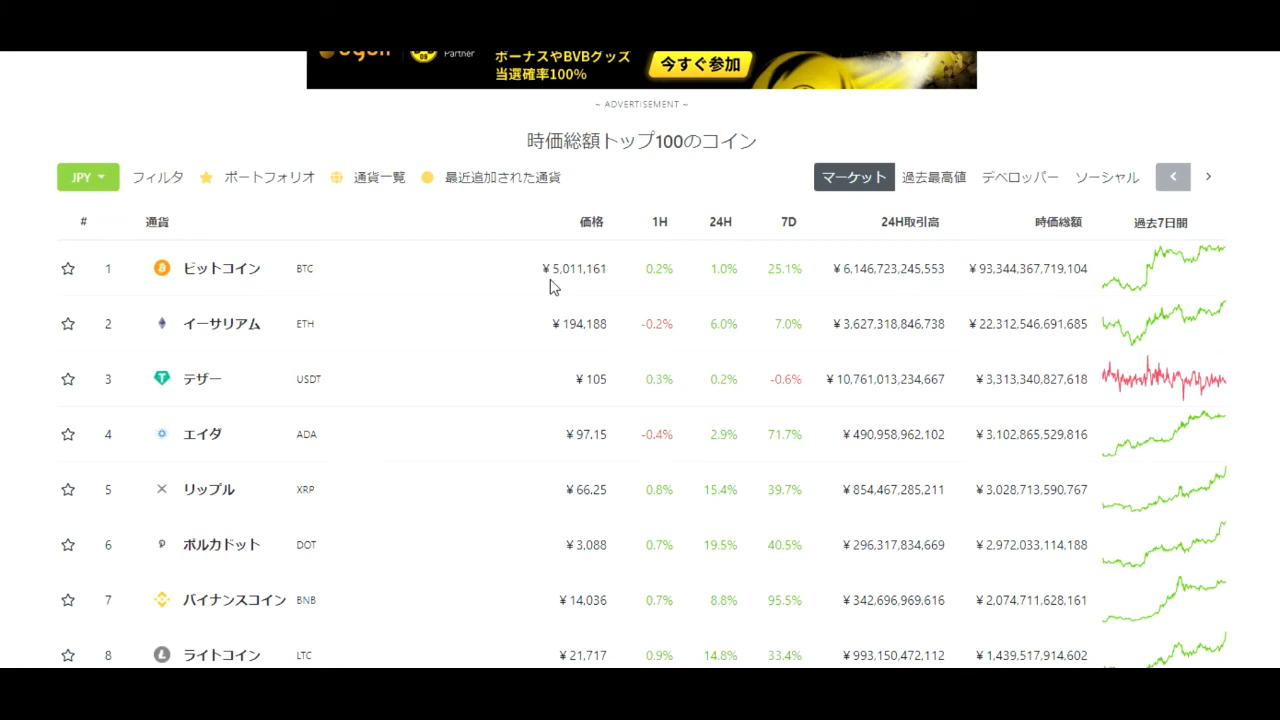 Partner
ボーナスやBVBグッズ
当選確率100%
今すぐ参加
~ ADVERTISEMENT ~
時価総額トップ100のコイン
JPY フィルタ ポートフォリオ 通貨一覧 最近追加された通貨 マーケット 過去最高値 デベロッパー ソーシャル
# 通貨 価格 1H 24H 7D 24H取引高 時価総額 過去7日間
1 ビットコイン BTC ¥5,011,161 0.2% 1.0% 25.1% ¥6,146,723,245,553 ¥93,344,367,719,104
2 イーサリアム ETH ¥194,188 -0.2% 6.0% 7.0% ¥3,627,318,846,738 ¥22,312,546,691,685
3 テザー USDT ¥105 0.3% 0.2% -0.6% ¥10,761,013,234,667 ¥3,313,340,827,618
4 エイダ ADA ¥97.15 -0.4% 2.9% 71.7% ¥490,958,962,102 ¥3,102,865,529,816
5 リップル XRP ¥66.25 0.8% 15.4% 39.7% ¥854,467,285,211 ¥3,028,713,590,767
6 ポルカドット DOT ¥3,088 0.7% 19.5% 40.5% ¥296,317,834,669 ¥2,972,033,114,188
7 バイナンスコイン BNB ¥14,036 0.7% 8.8% 95.5% ¥342,696,969,616 ¥2,074,711,628,161
8 ライトコイン LTC ¥21,717 0.9% 14.8% 33.4% ¥993,150,472,112 ¥1,439,517,914,602